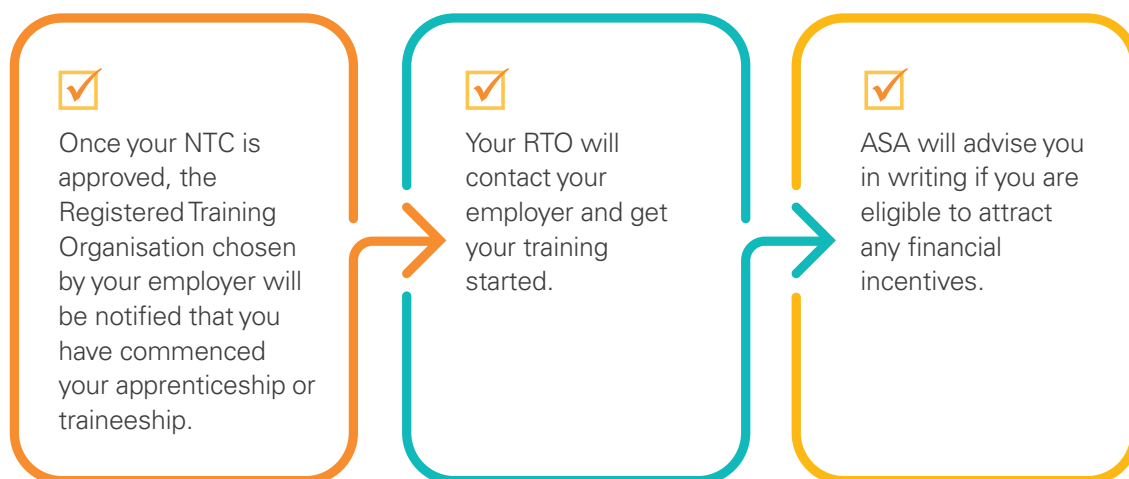 Once your NTC is
approved, the
Registered Training
Organisation chosen
by your employer will
be notified that you
have commenced
your apprenticeship or
traineeship.
Your RTO will
contact your
employer and get
your training
started.
ASA will advise you
in writing if you are
eligible to attract
any financial
incentives.